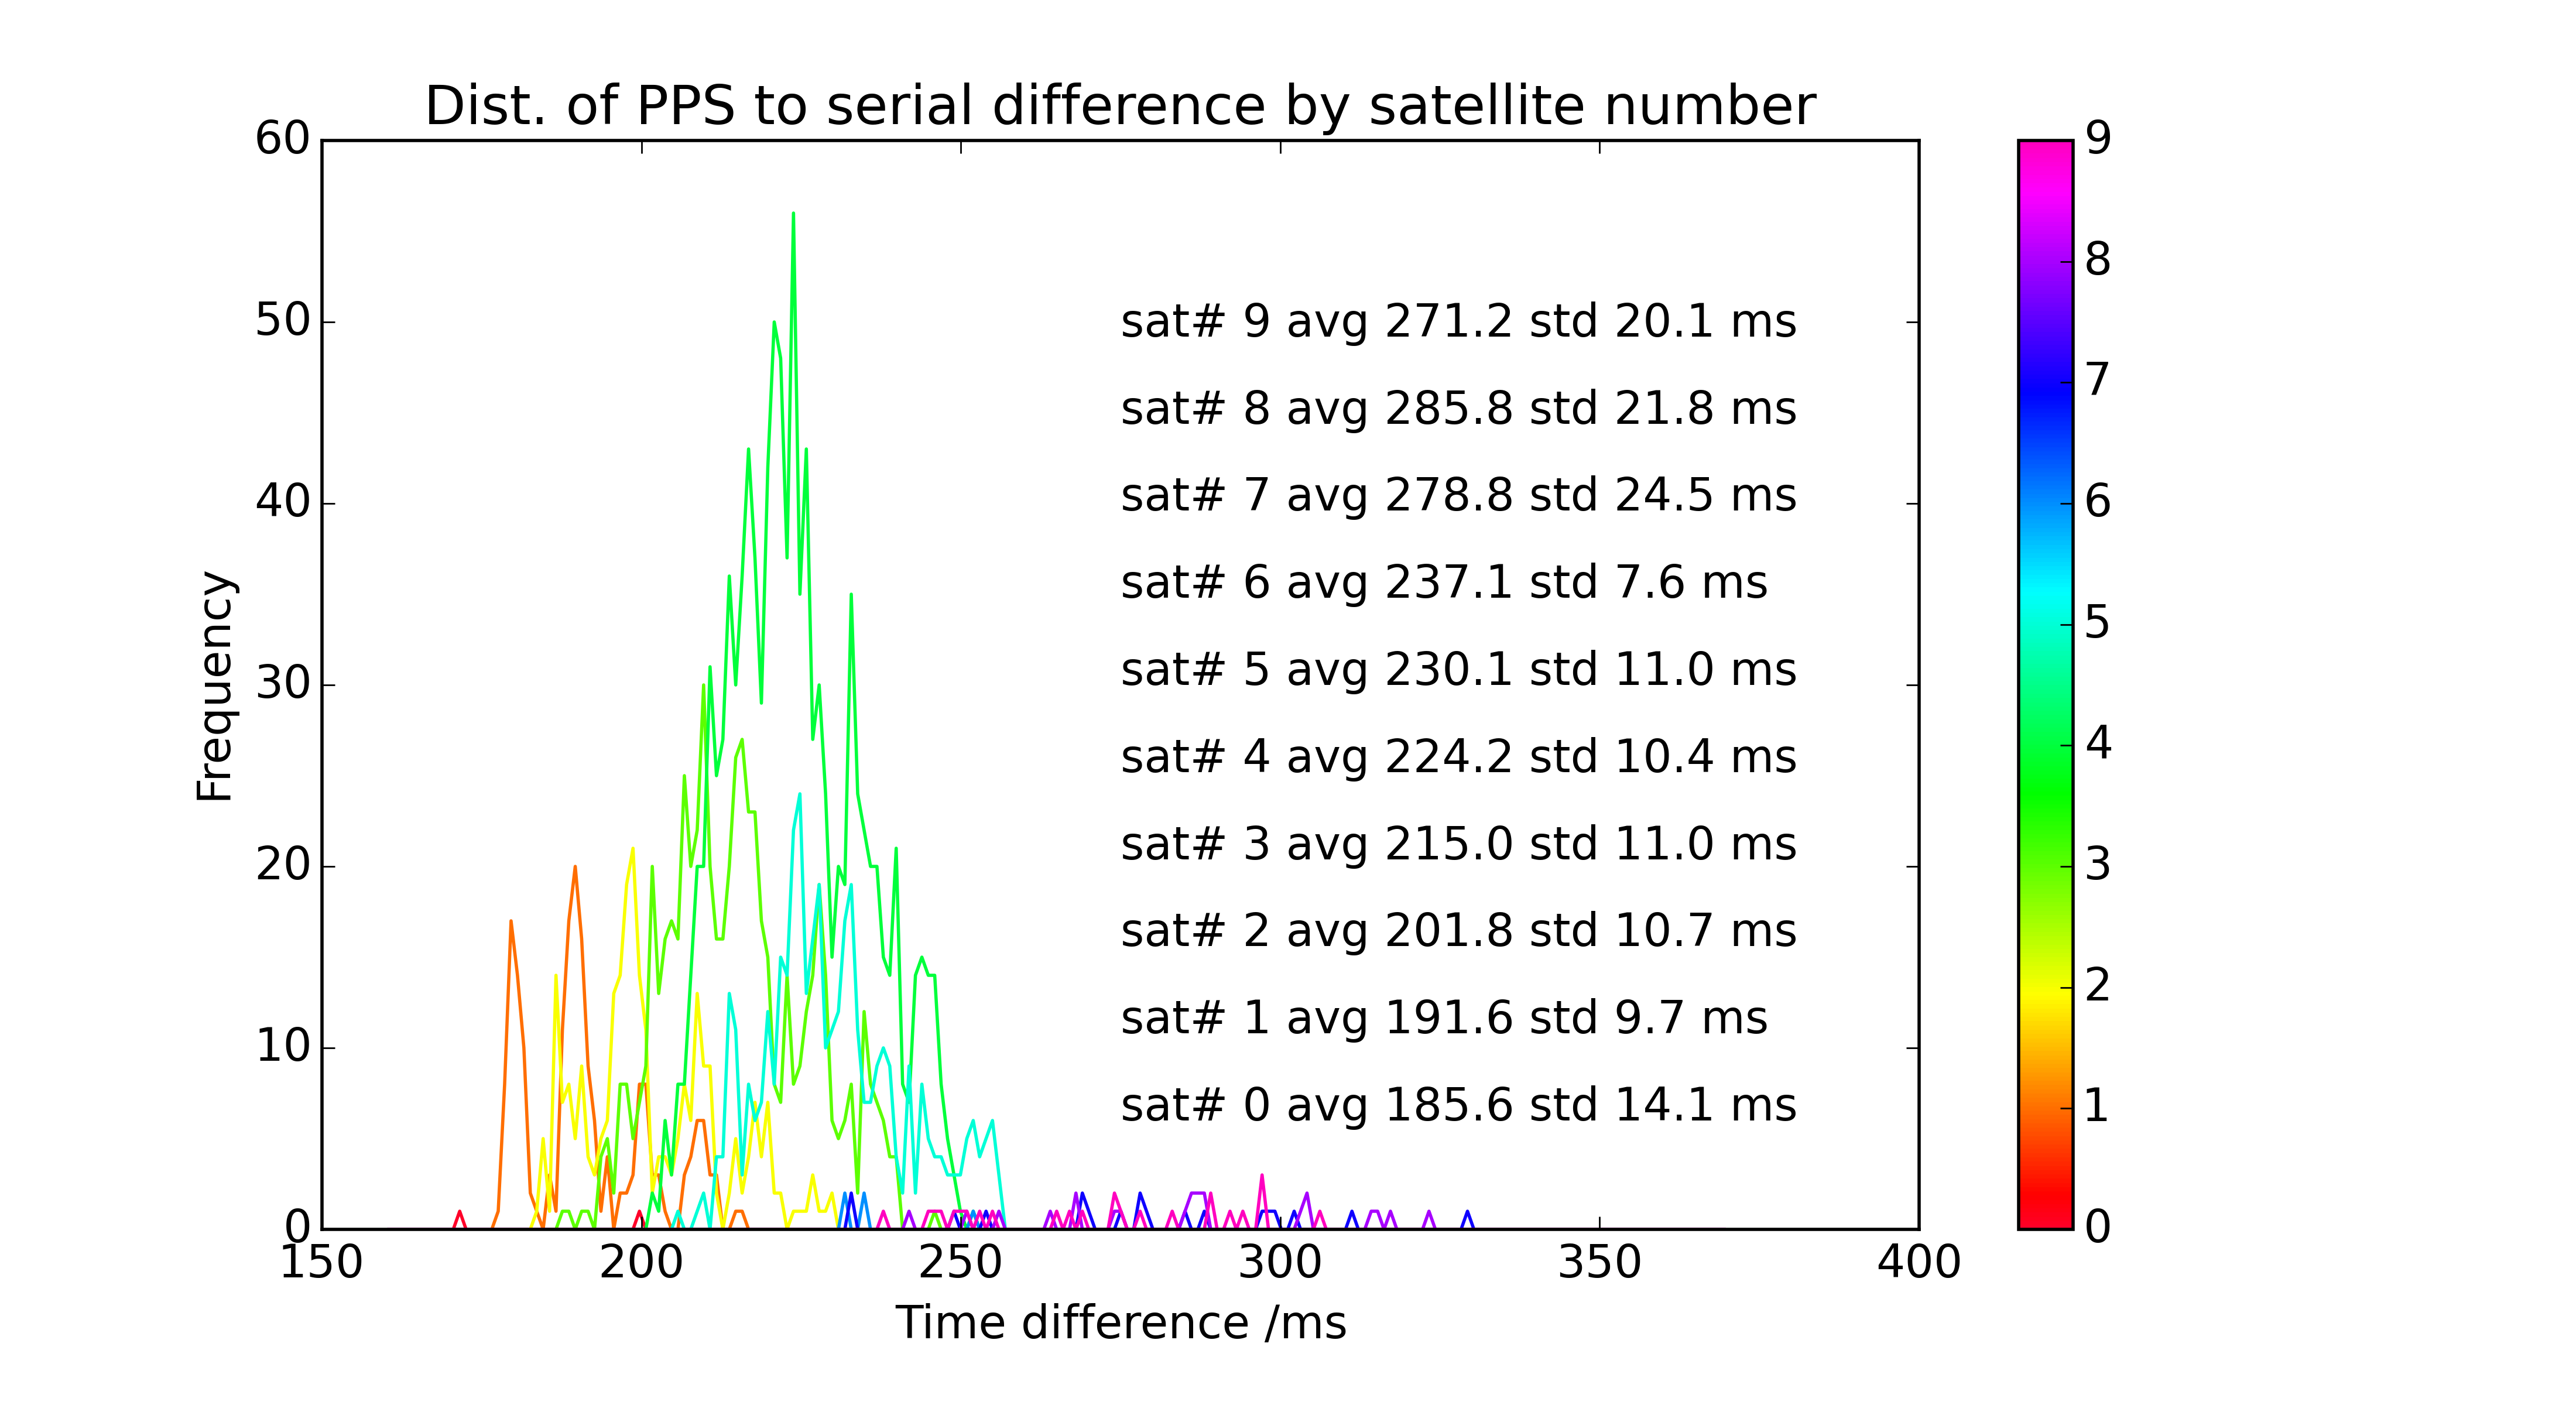 Dist. of PPS to serial difference by satellite number
60
50
40
30
20
10
0
Frequency
sat# 9 avg 271.2 std 20.1 ms
sat# 8 avg 285.8 std 21.8 ms
sat# 7 avg 278.8 std 24.5 ms
sat# 6 avg 237.1 std 7.6 ms
sat# 5 avg 230.1 std 11.0 ms
sat# 4 avg 224.2 std 10.4 ms
sat# 3 avg 215.0 std 11.0 ms
sat# 2 avg 201.8 std 10.7 ms
sat# 1 avg 191.6 std 9.7 ms
sat# 0 avg 185.6 std 14.1 ms
150 200 250 300 350 400
Time difference /ms
9
8
7
6
5
4
3
2
1
0